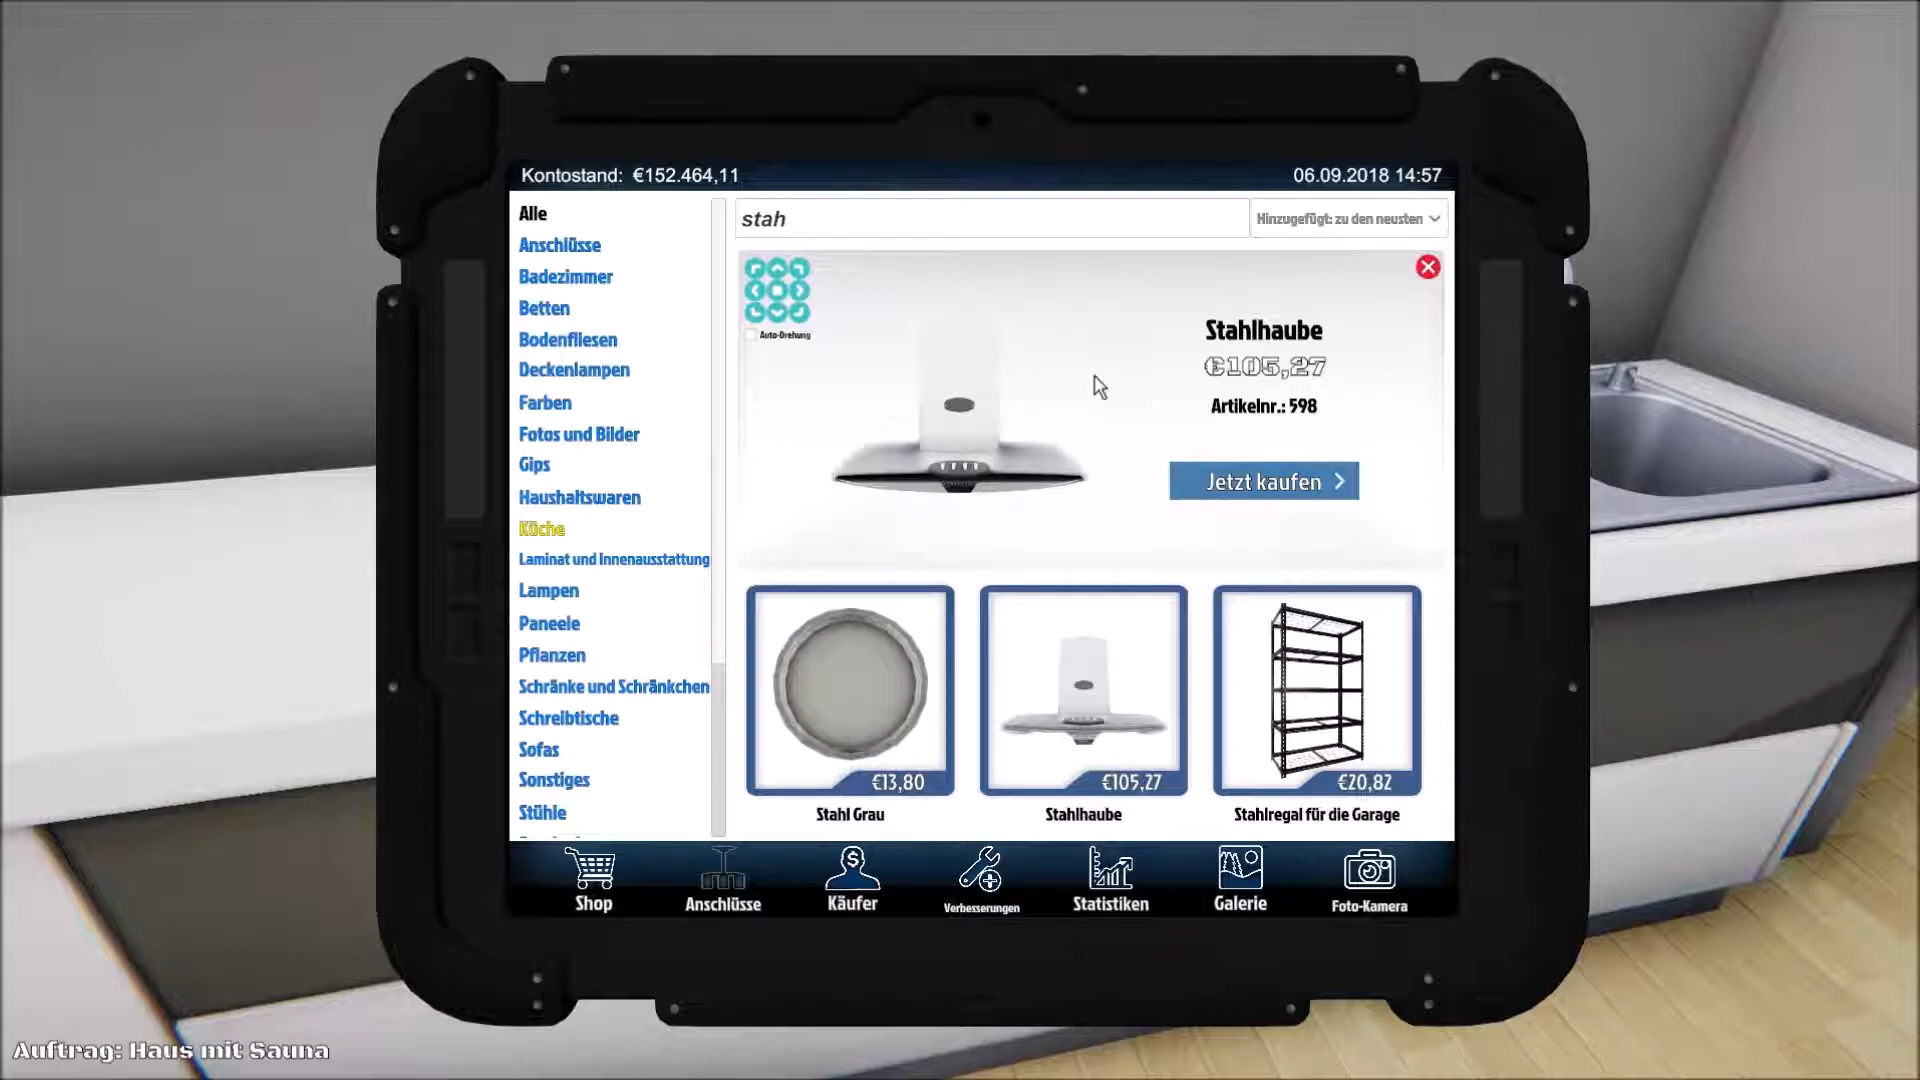 Kontostand: €152.464,11
06.09.2018 14:57
Alle
Anschlüsse
Badezimmer
Betten
Bodenfliesen
Deckenlampen
Farben
Fotos und Bilder
Gips
Haushaltswaren
Küche
Laminat und Innenausstattung
Lampen
Paneele
Pflanzen
Schränke und Schränkchen
Schreibtische
Sofas
Sonstiges
Stühle
stah
Hinzugefügt: zu den neusten
Auto-Drehung
Stahlhaube
€105,27
Artikelnr.: 598
Jetzt kaufen
€13,80
€105,27
€20,82
Stahl Grau
Stahlhaube
Stahlregal für die Garage
Shop
Anschlüsse
Käufer
Verbesserungen
Statistiken
Galerie
Foto-Kamera
Auftrag: Haus mit Sauna